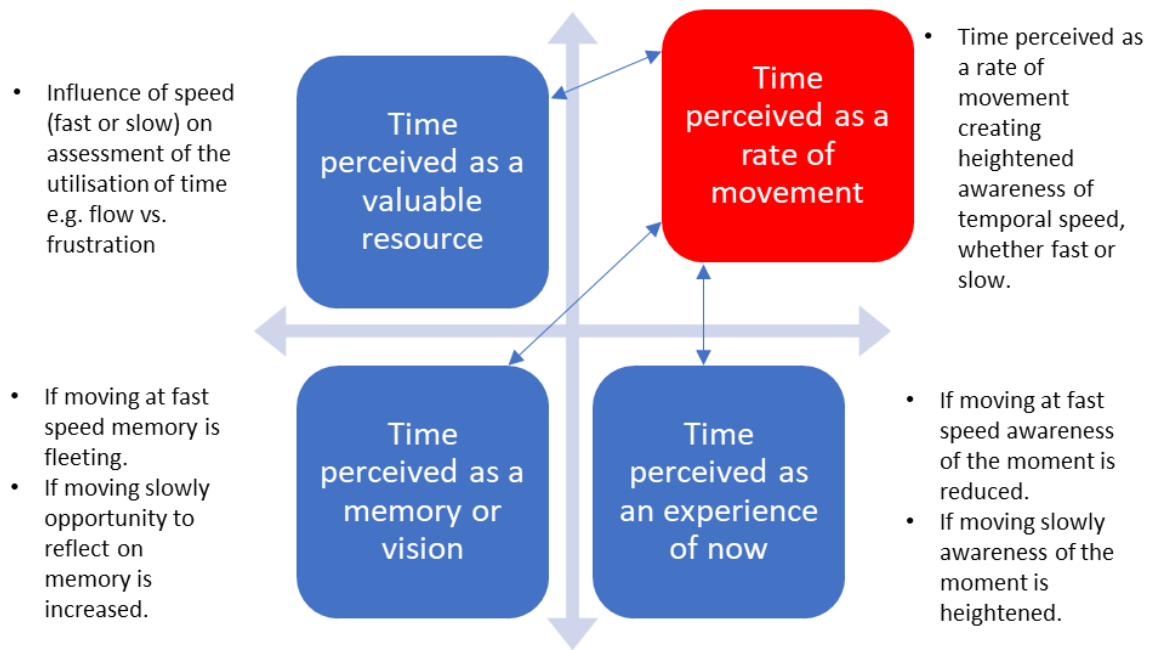 • Influence of speed
(fast or slow) on
assessment of the
utilisation of time
e.g. flow vs.
frustration
Time
perceived as a
valuable
resource
Time
perceived as a
rate of
movement
• Time perceived as
a rate of
movement
creating
heightened
awareness of
temporal speed,
whether fast or
slow.
• If moving at fast
speed memory is
fleeting.
• If moving slowly
opportunity to
reflect on
memory is
increased.
Time
perceived as a
memory or
vision
Time
perceived as
an experience
of now
• If moving at fast
speed awareness
of the moment is
reduced.
• If moving slowly
awareness of the
moment is
heightened.